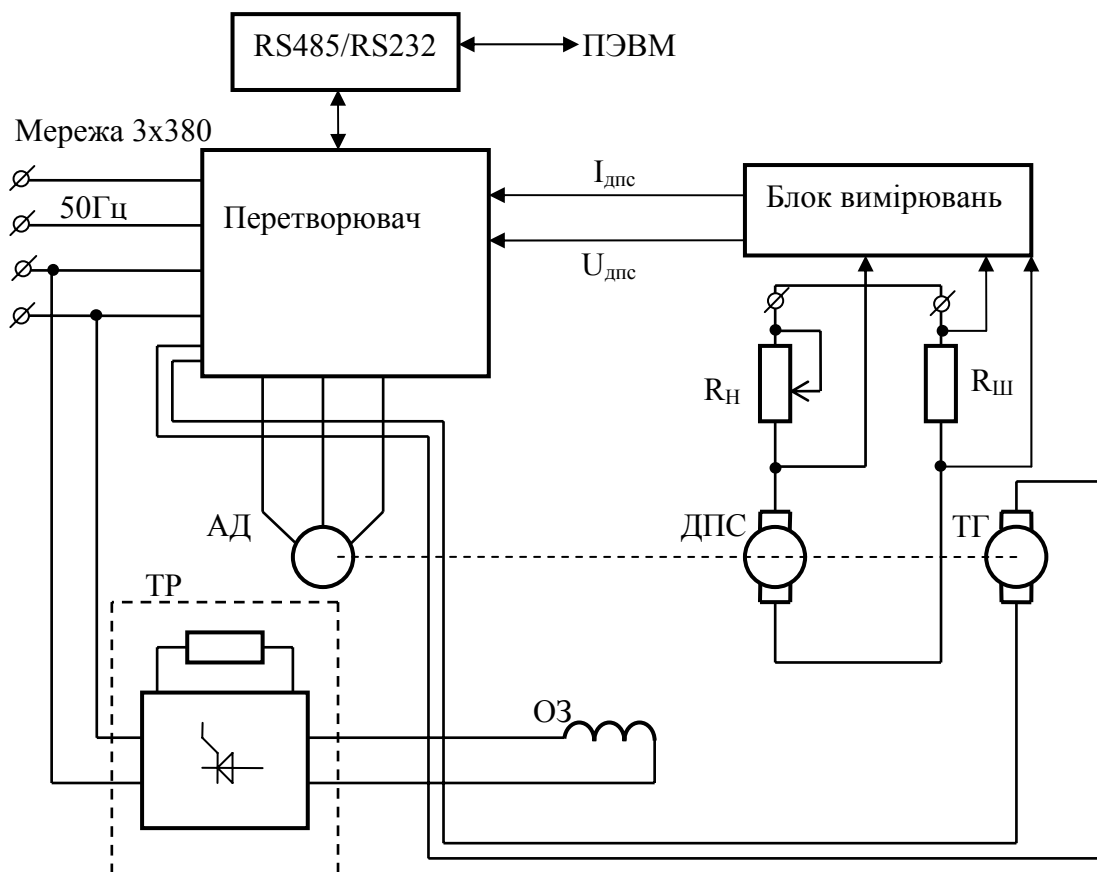 RS485/RS232
ПЭВМ
Мережа 3х380
50Гц
Перетворювач
Iдпс
Uдпс
Блок вимірювань
RН
RШ
АД
ДПС
ТГ
ТР
ОЗ